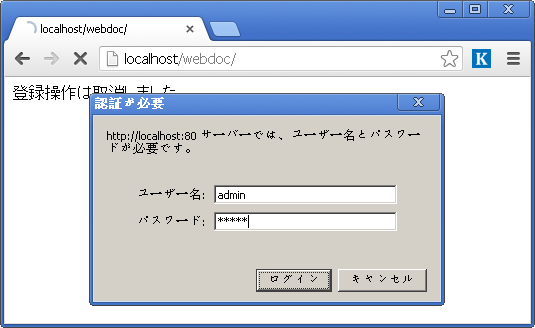 localhost/webdoc/
localhost/webdoc/
K
登録操作は取消しました
認証が必要
http://localhost:80 サーバーでは、ユーザー名とパスワー
ドが必要です。
ユーザー名: admin
パスワード: *****
ログイン キャンセル